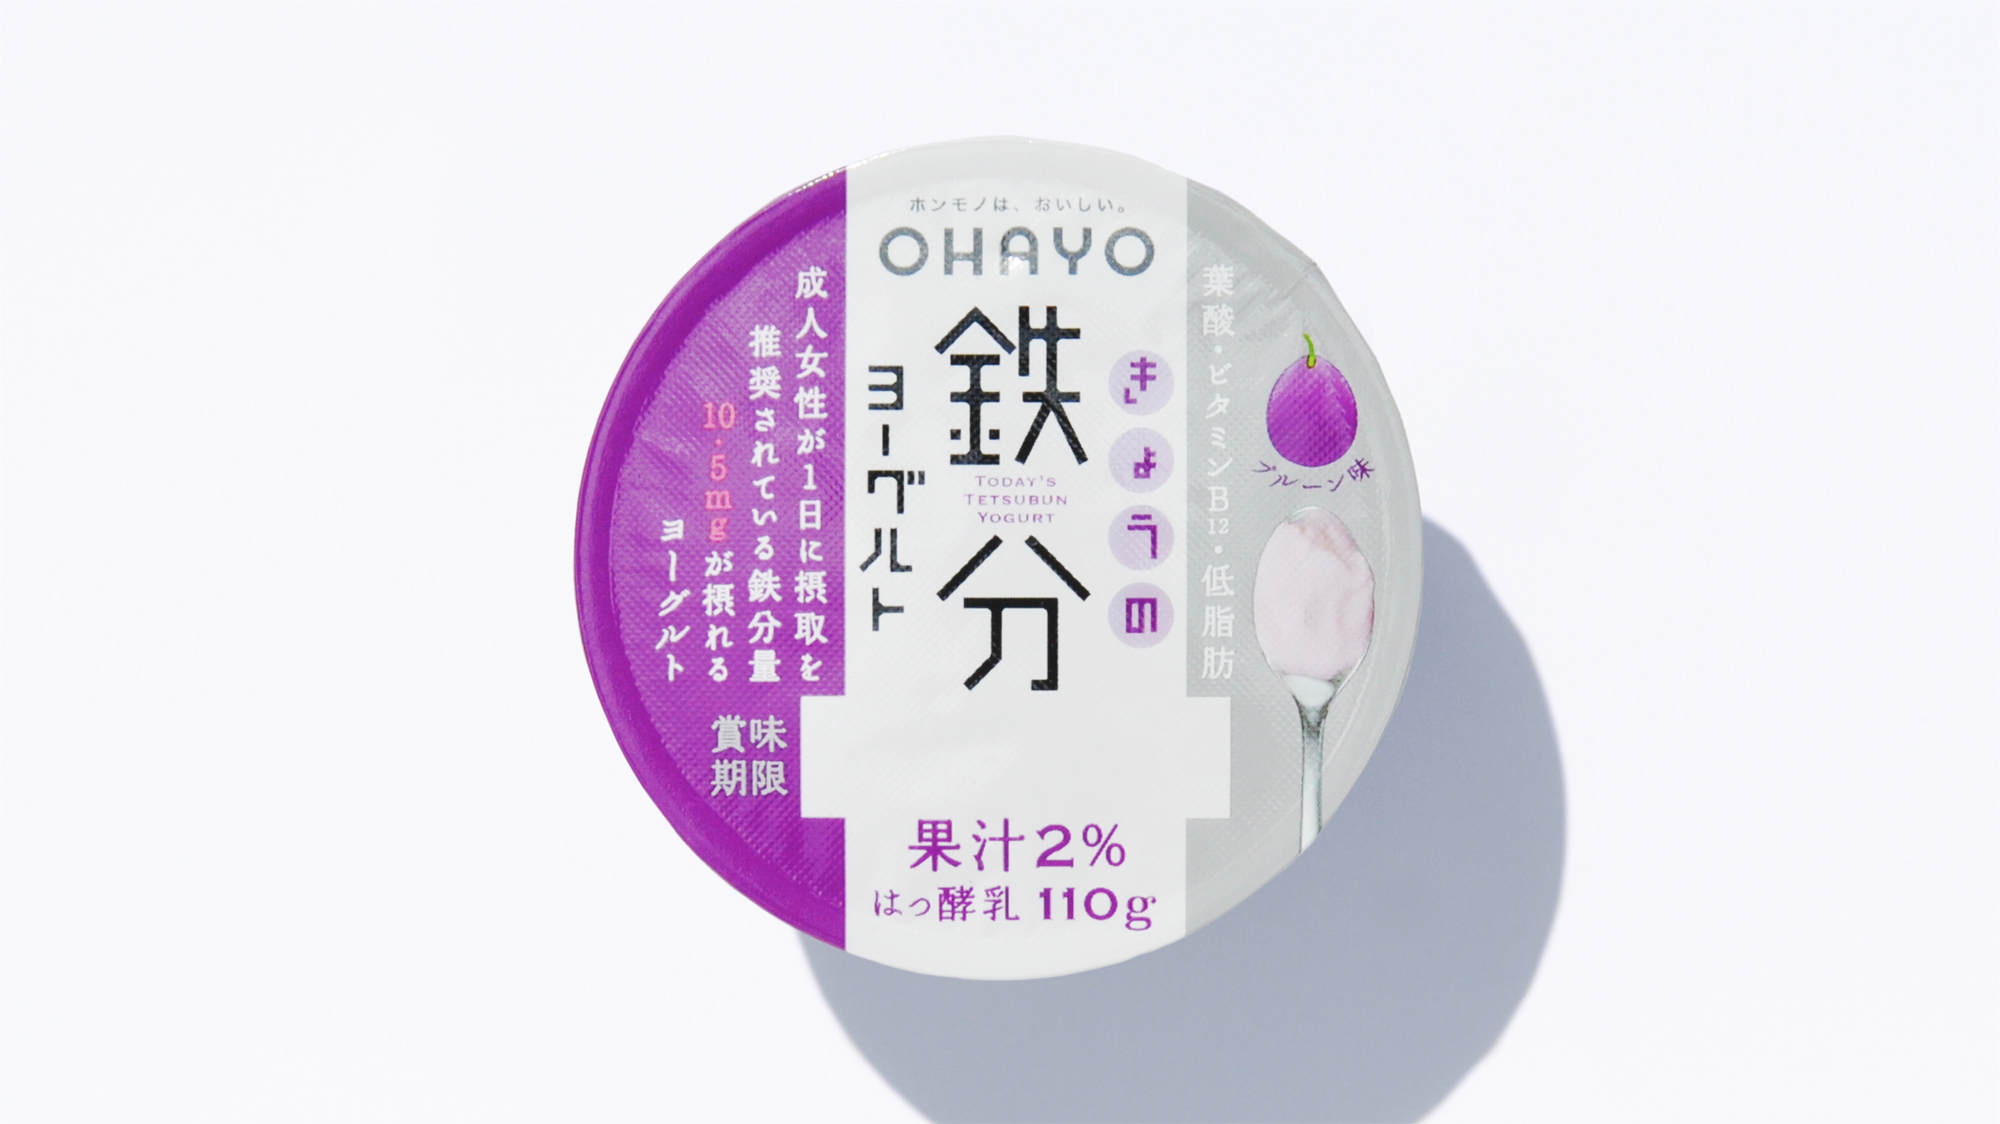 ホンモノは、おいしい。
OHAYO
きょうの
鉄分
ヨーグルト
TODAY'S
TETSUBUN
YOGURT
成人女性が1日に摂取を
推奨されている鉄分量
10.5mgが摂れる
ヨーグルト
葉酸・ビタミンB12・低脂肪
プルーン味
賞味
期限
果汁2%
はっ酵乳 110g